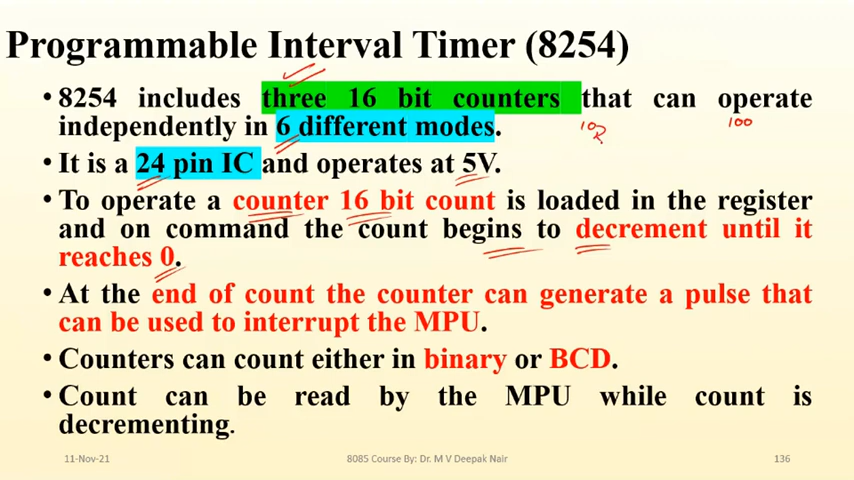 Programmable Interval Timer (8254)
• 8254 includes three 16 bit counters that can operate
independently in 6 different modes.
100
• It is a 24 pin IC and operates at 5V.
• To operate a counter 16 bit count is loaded in the register
and on command the count begins to decrement until it
reaches 0.
• At the end of count the counter can generate a pulse that
can be used to interrupt the MPU.
• Counters can count either in binary or BCD.
• Count can be read by the MPU while count is
decrementing.
11-Nov-21 8085 Course By: Dr. M V Deepak Nair 136